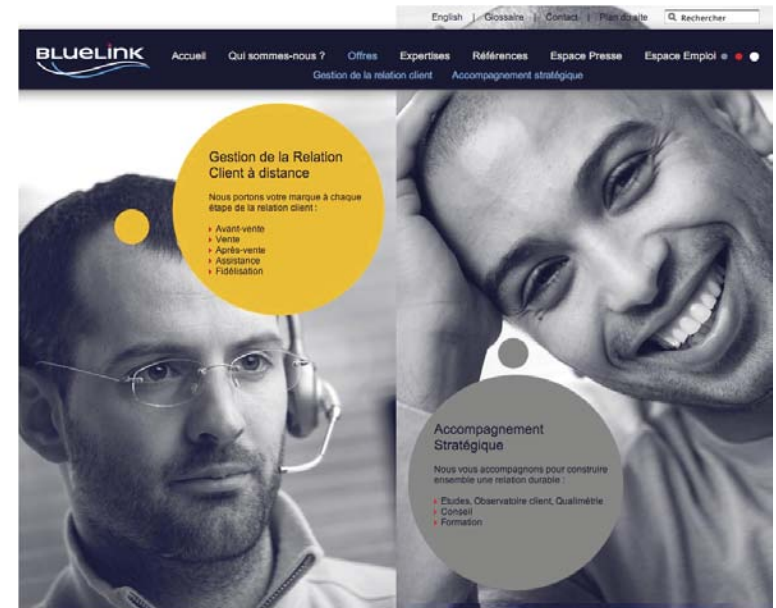 English | Glossaire | Contact | Plan du site Rechercher
BLUELINK Accueil Qui sommes-nous ? Offres Expertises Références Espace Presse Espace Emploi
Gestion de la relation client Accompagnement stratégique
Gestion de la Relation
Client à distance
Nous portons votre marque à chaque
étape de la relation client :
Avant-vente
Vente
Après-vente
Assistance
Fidélisation
Accompagnement
Stratégique
Nous vous accompagnons pour construire
ensemble une relation durable :
Etudes, Observatoire client, Qualimétrie
Conseil
Formation